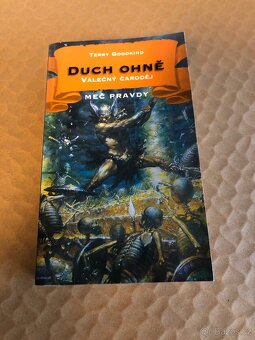 Terry Goodkind
Duch ohně
Válečný čaroděj
Meč pravdy